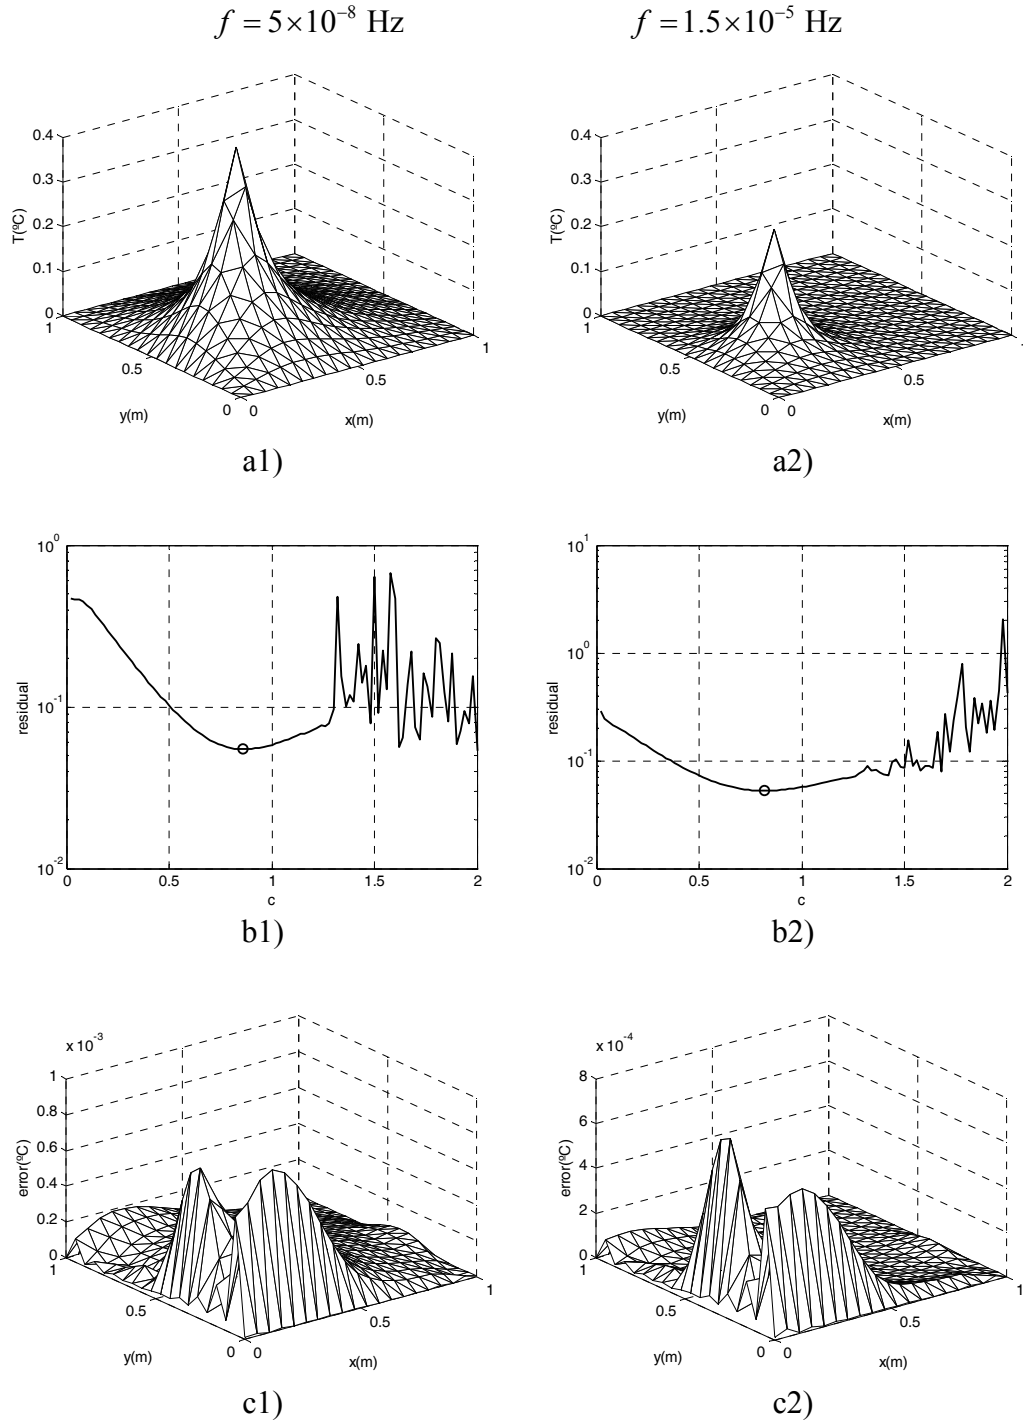 f = 5×10⁻⁸ Hz
f = 1.5×10⁻⁵ Hz
0.4
0.3
0.2
0.1
0
T(ºC)
1
0.5
0
y(m)
0
0.5
1
x(m)
a1)
0.4
0.3
0.2
0.1
0
T(ºC)
1
0.5
0
y(m)
0
0.5
1
x(m)
a2)
10⁰
10⁻¹
10⁻²
residual
0
0.5
1
1.5
2
c
b1)
10¹
10⁰
10⁻¹
10⁻²
residual
0
0.5
1
1.5
2
c
b2)
x 10⁻³
1
0.8
0.6
0.4
0.2
0
error(ºC)
1
0.5
0
y(m)
0
0.5
1
x(m)
c1)
x 10⁻⁴
8
6
4
2
0
error(ºC)
1
0.5
0
y(m)
0
0.5
1
x(m)
c2)